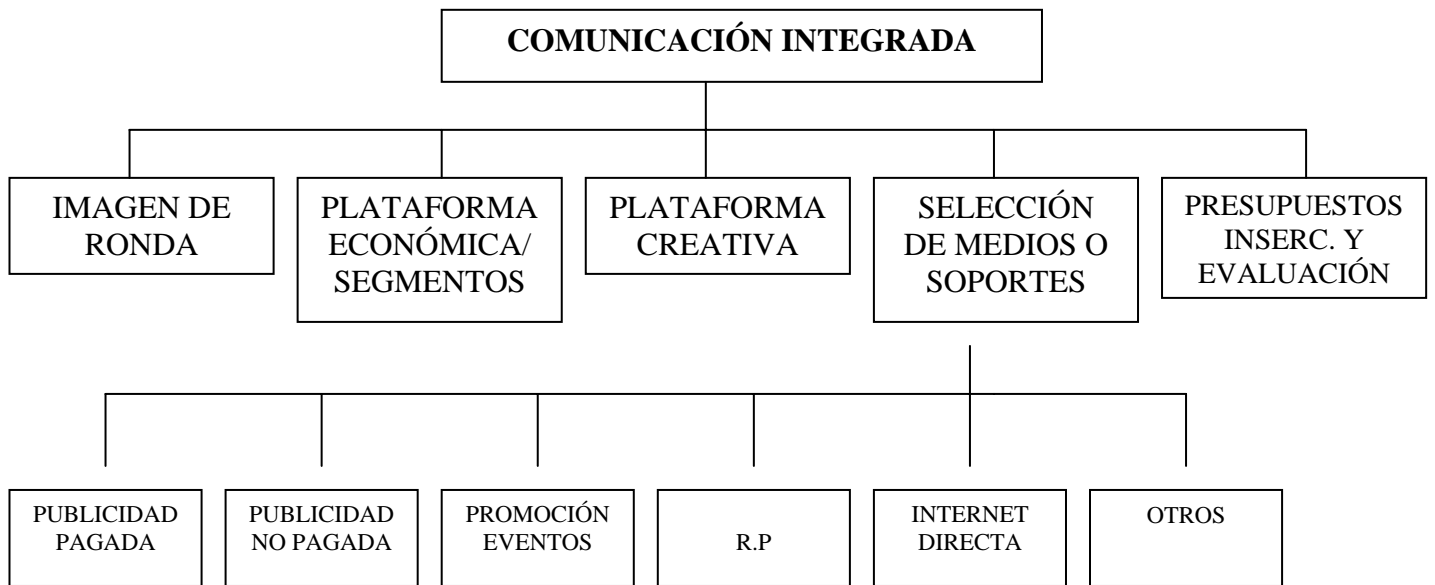 COMUNICACIÓN INTEGRADA
IMAGEN DE
RONDA
PLATAFORMA
ECONÓMICA/
SEGMENTOS
PLATAFORMA
CREATIVA
SELECCIÓN
DE MEDIOS O
SOPORTES
PRESUPUESTOS
INSERC. Y
EVALUACIÓN
PUBLICIDAD
PAGADA
PUBLICIDAD
NO PAGADA
PROMOCIÓN
EVENTOS
R.P
INTERNET
DIRECTA
OTROS